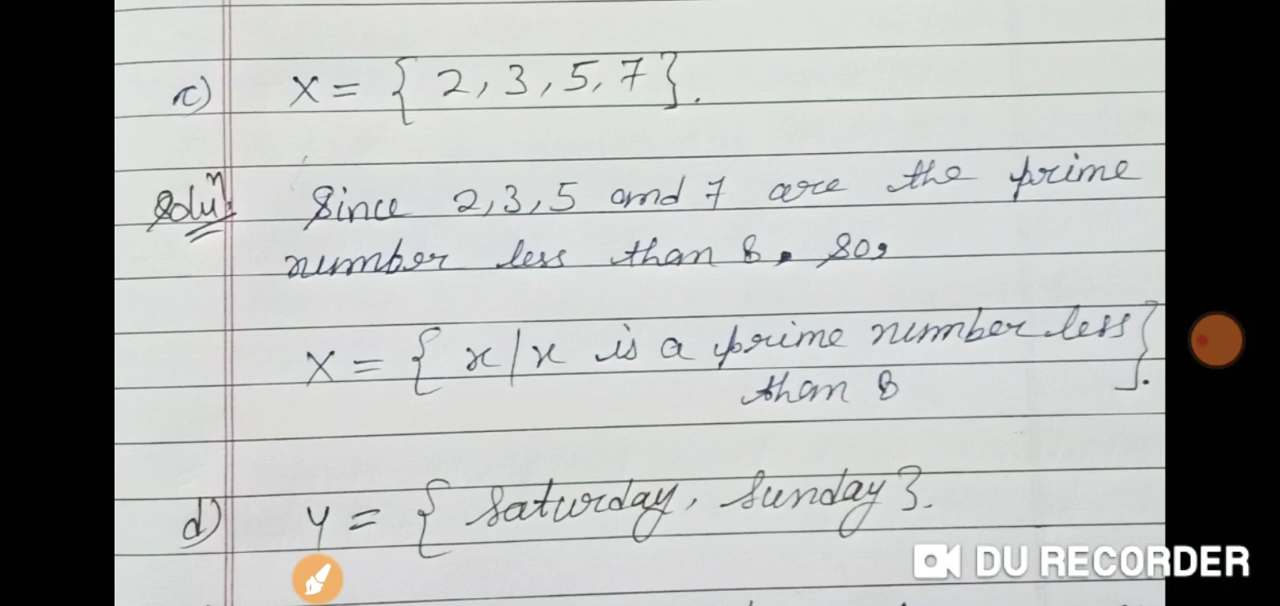 c) X = { 2, 3, 5, 7 }.
Soluⁿ: Since 2, 3, 5 and 7 are the prime
number less than 8. So,
X = { x / x is a prime number less
than 8 }.
d) Y = { Saturday, Sunday }.
DU RECORDER